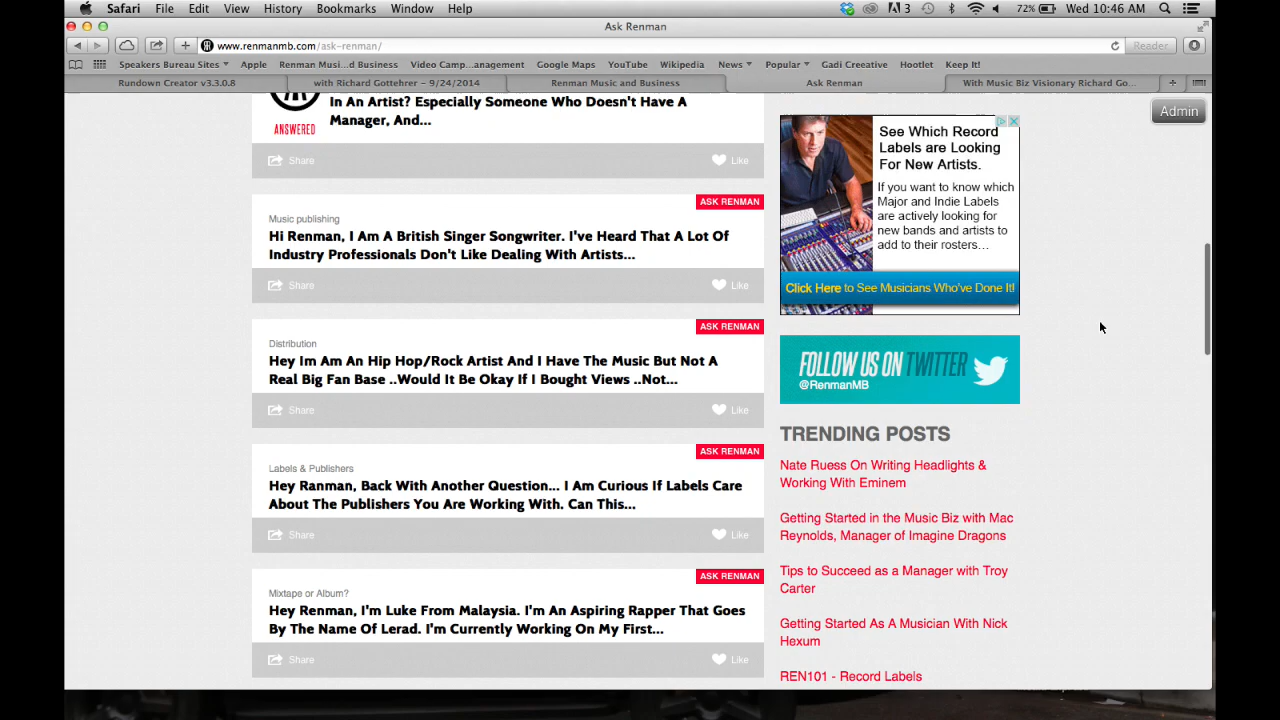 Safari File Edit View History Bookmarks Window Help
3 72% Wed 10:46 AM
Ask Renman
www.renmanmb.com/ask-renman/
Reader
Speakers Bureau Sites Apple Renman Musi...d Business Video Camp...anagement Google Maps YouTube Wikipedia News Popular Gadi Creative Hootlet Keep It!
Rundown Creator v3.3.0.8 with Richard Gottehrer – 9/24/2014 Renman Music and Business Ask Renman With Music Biz Visionary Richard Go...
Admin
In An Artist? Especially Someone Who Doesn't Have A
Manager, And...
ANSWERED
Share Like
ASK RENMAN
Music publishing
Hi Renman, I Am A British Singer Songwriter. I've Heard That A Lot Of
Industry Professionals Don't Like Dealing With Artists...
Share Like
ASK RENMAN
Distribution
Hey Im Am An Hip Hop/Rock Artist And I Have The Music But Not A
Real Big Fan Base ..Would It Be Okay If I Bought Views ..Not...
Share Like
ASK RENMAN
Labels & Publishers
Hey Ranman, Back With Another Question... I Am Curious If Labels Care
About The Publishers You Are Working With. Can This...
Share Like
ASK RENMAN
Mixtape or Album?
Hey Renman, I'm Luke From Malaysia. I'm An Aspiring Rapper That Goes
By The Name Of Lerad. I'm Currently Working On My First...
Share Like
See Which Record
Labels are Looking
For New Artists.
If you want to know which
Major and Indie Labels
are actively looking for
new bands and artists to
add to their rosters...
Click Here to See Musicians Who've Done It!
FOLLOW US ON TWITTER
@RenmanMB
TRENDING POSTS
Nate Ruess On Writing Headlights &
Working With Eminem
Getting Started in the Music Biz with Mac
Reynolds, Manager of Imagine Dragons
Tips to Succeed as a Manager with Troy
Carter
Getting Started As A Musician With Nick
Hexum
REN101 - Record Labels